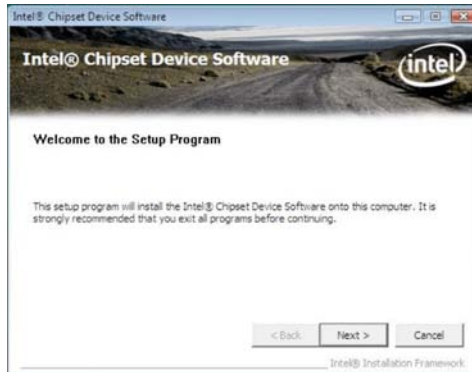 Intel® Chipset Device Software
Intel® Chipset Device Software
intel
Welcome to the Setup Program
This setup program will install the Intel® Chipset Device Software onto this computer. It is
strongly recommended that you exit all programs before continuing.
< Back
Next >
Cancel
Intel® Installation Framework